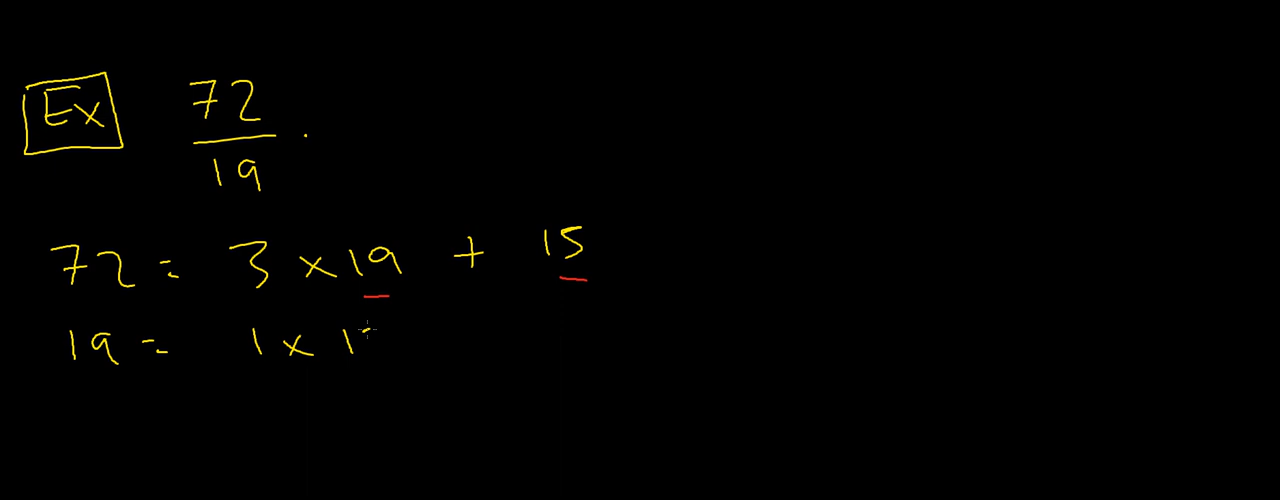 Ex 72/19.
72 = 3 × 19 + 15
19 = 1 × 1